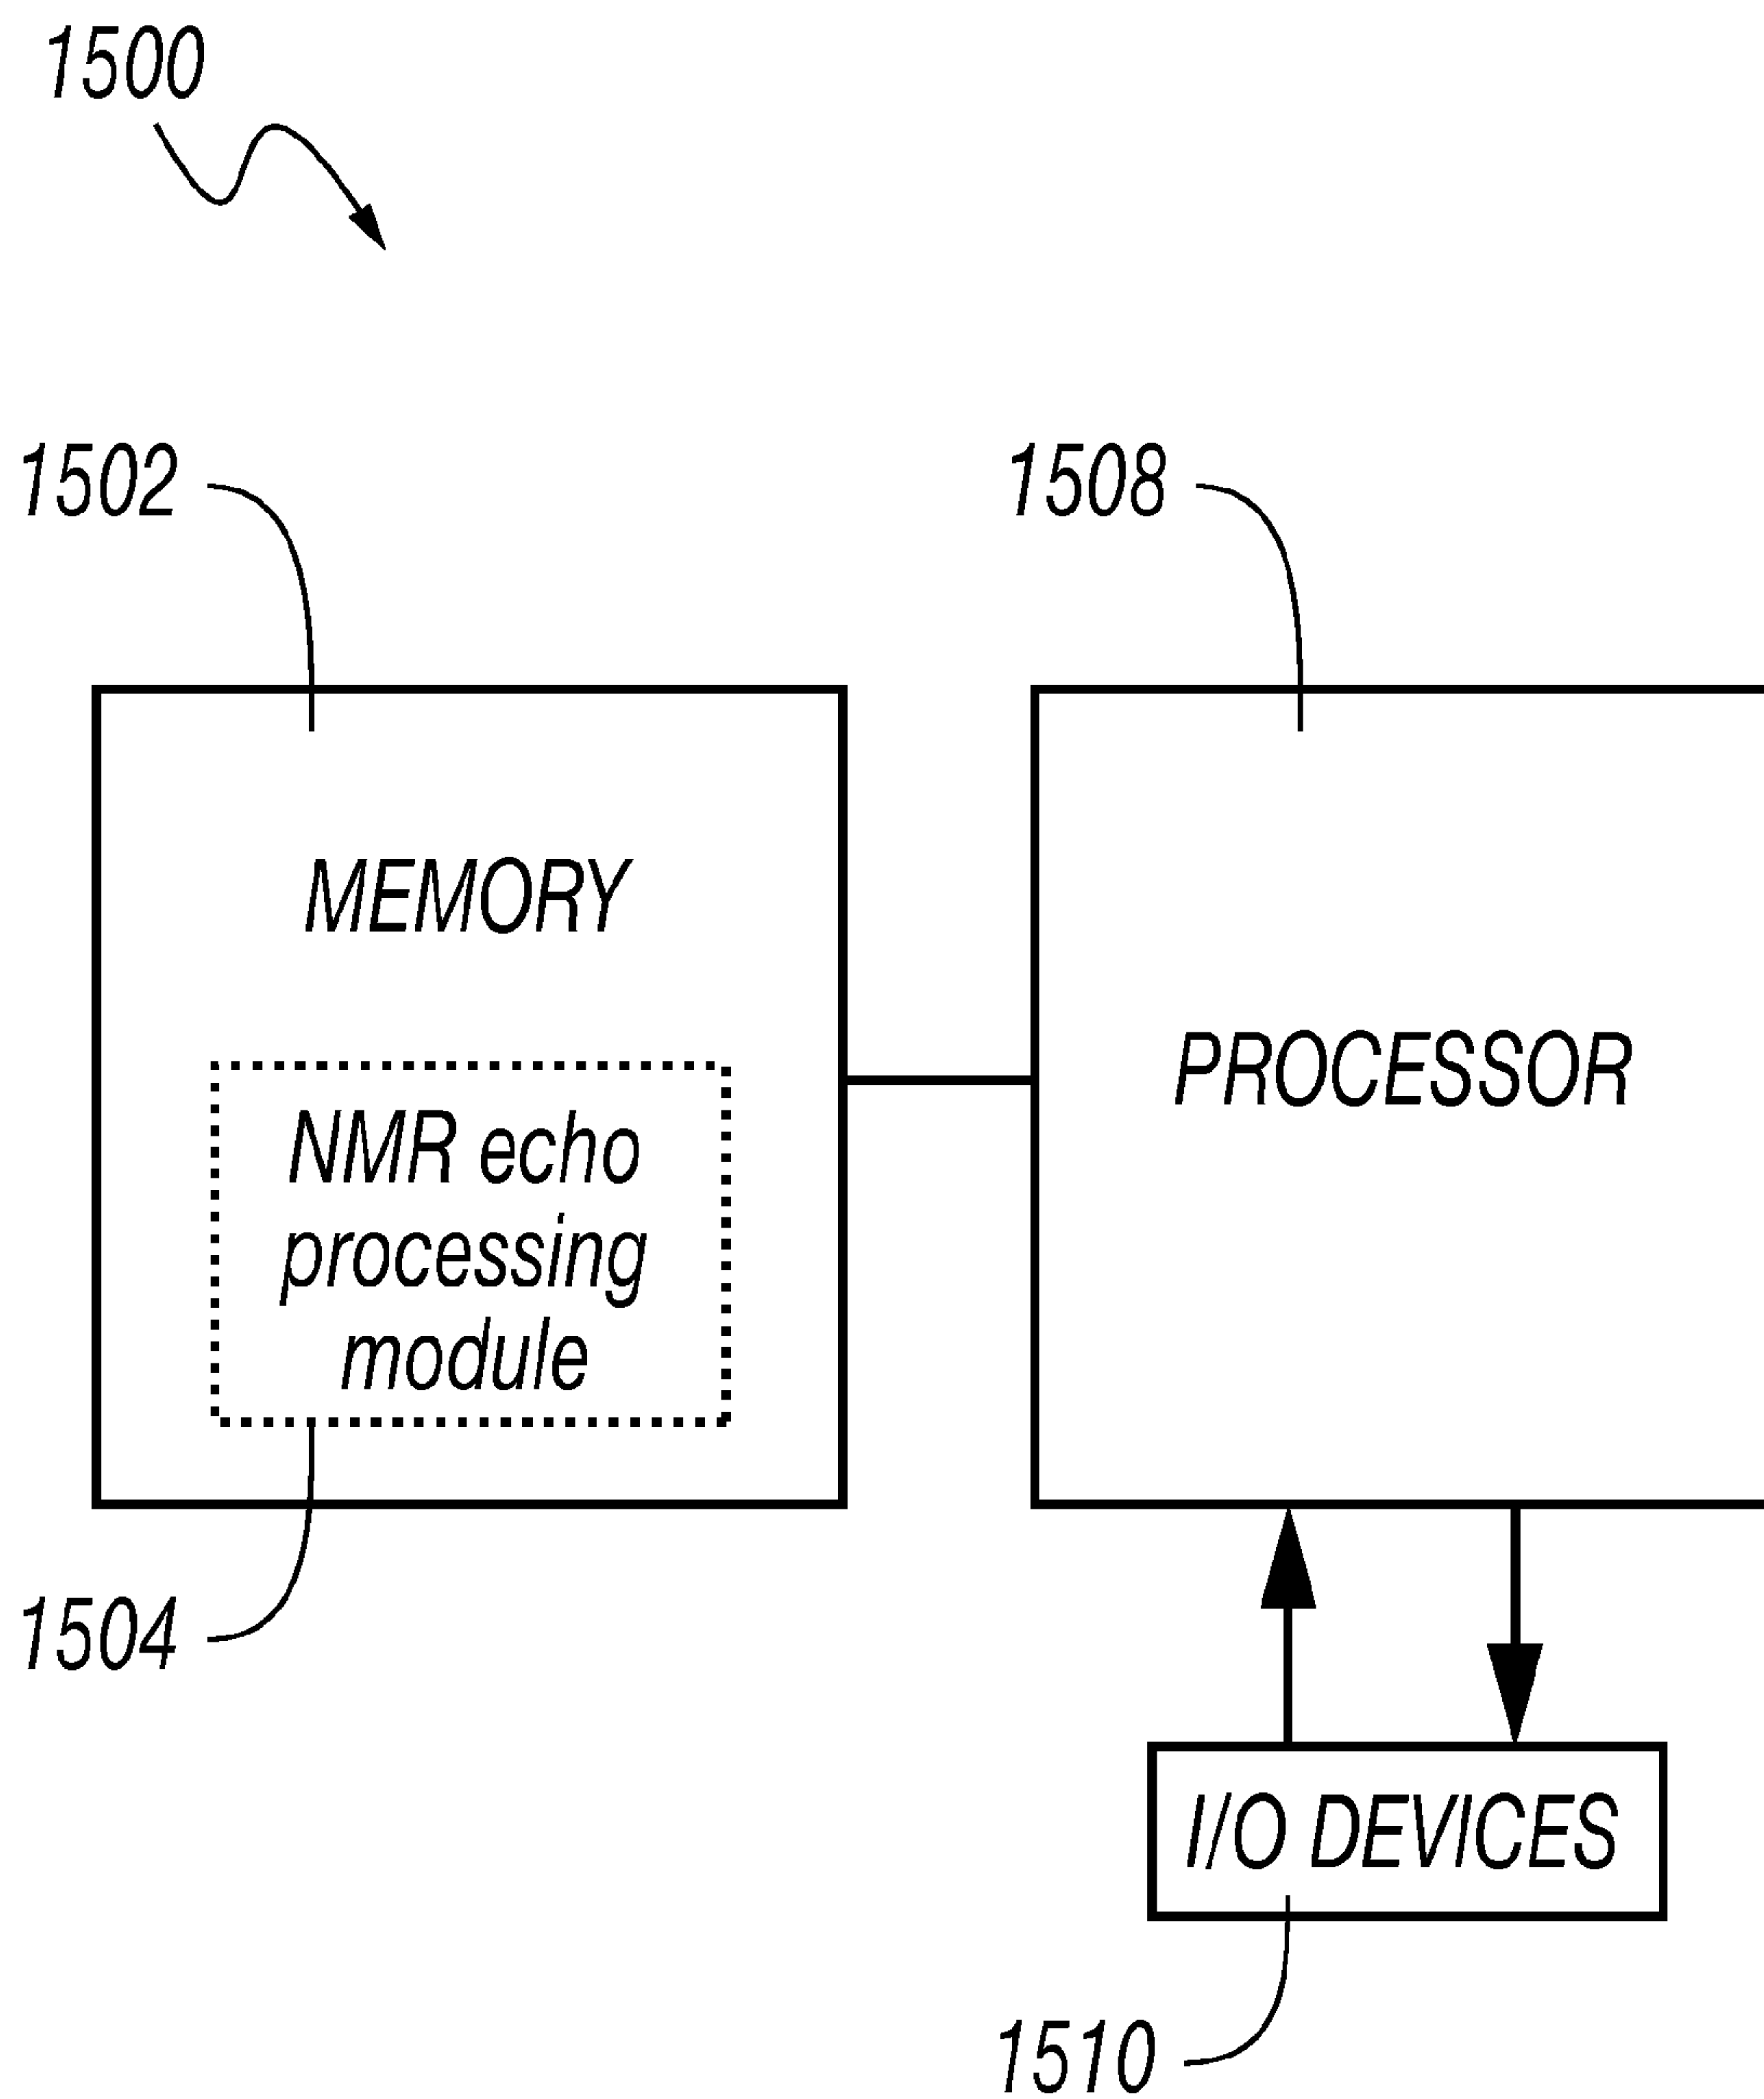 1500
1502
1508
MEMORY
PROCESSOR
NMR echo
processing
module
1504
I/O DEVICES
1510